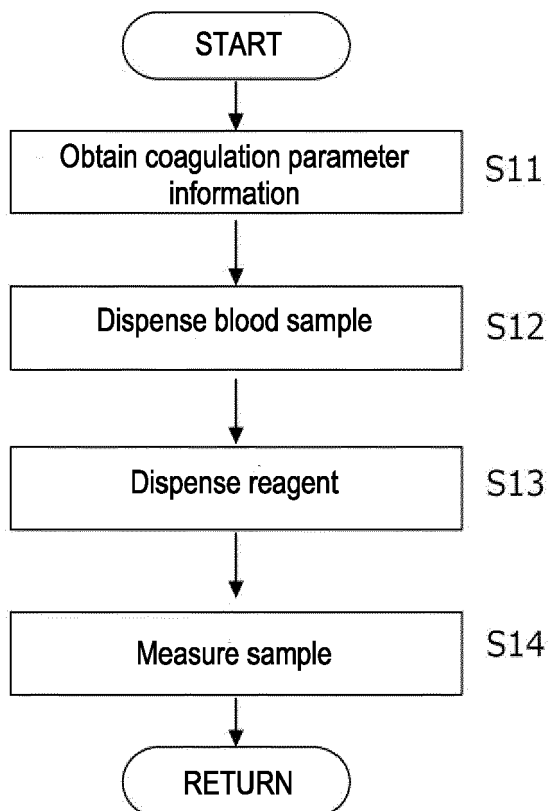 START
Obtain coagulation parameter
information
S11
Dispense blood sample
S12
Dispense reagent
S13
Measure sample
S14
RETURN